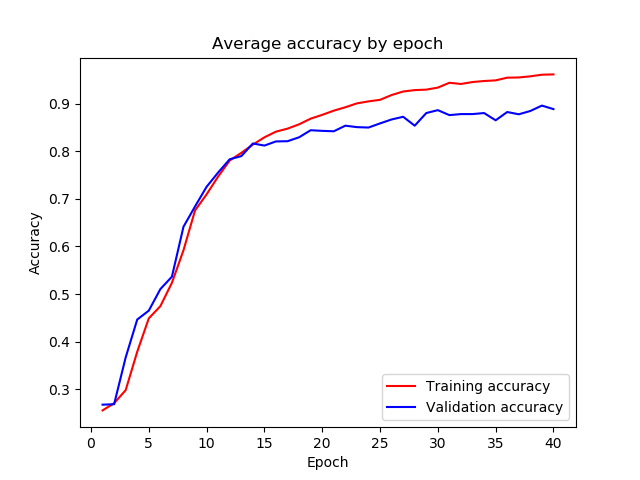 Average accuracy by epoch
Accuracy
0.9
0.8
0.7
0.6
0.5
0.4
0.3
Training accuracy
Validation accuracy
0 5 10 15 20 25 30 35 40
Epoch